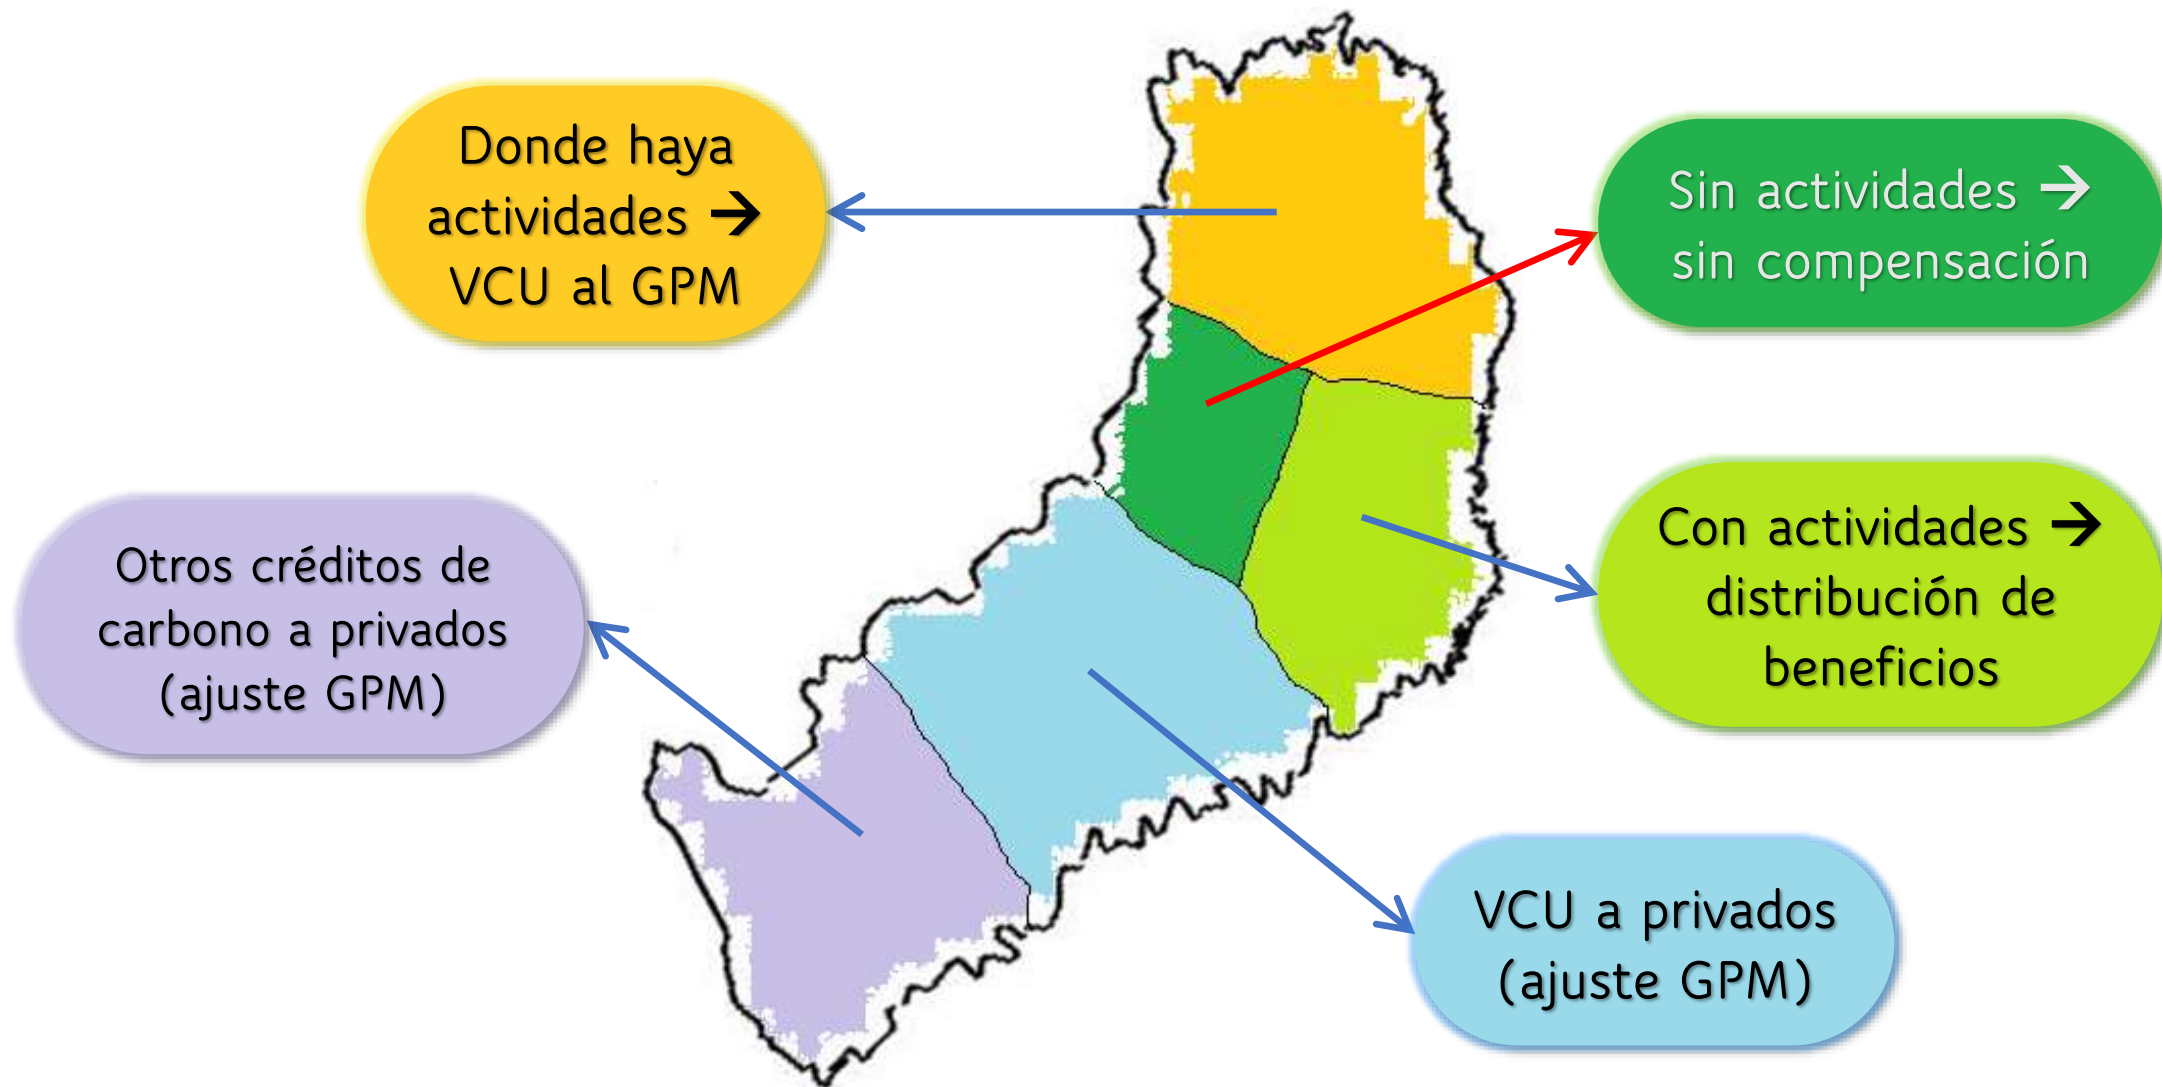 Donde haya
actividades →
VCU al GPM
Sin actividades →
sin compensación
Otros créditos de
carbono a privados
(ajuste GPM)
Con actividades →
distribución de
beneficios
VCU a privados
(ajuste GPM)